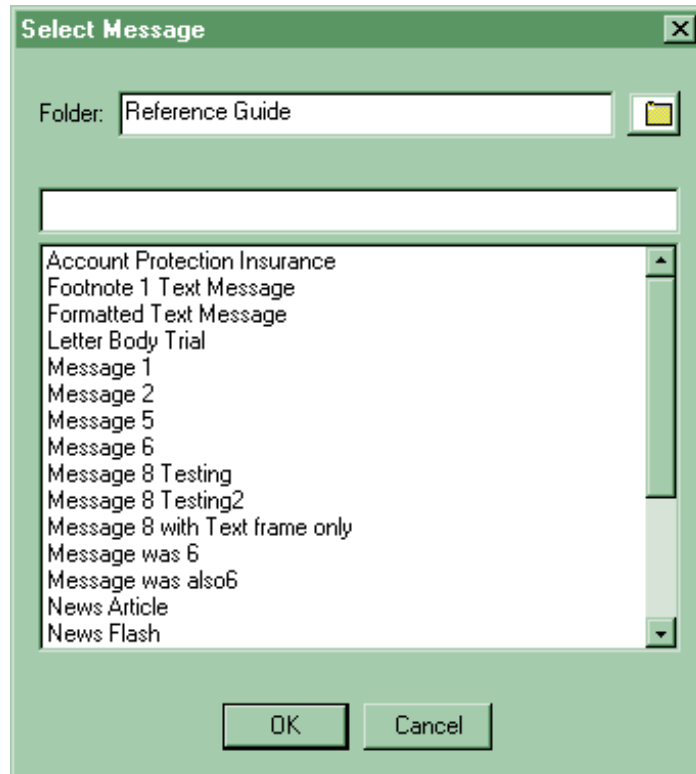 Select Message
Folder: Reference Guide
Account Protection Insurance
Footnote 1 Text Message
Formatted Text Message
Letter Body Trial
Message 1
Message 2
Message 5
Message 6
Message 8 Testing
Message 8 Testing2
Message 8 with Text frame only
Message was 6
Message was also6
News Article
News Flash
OK Cancel